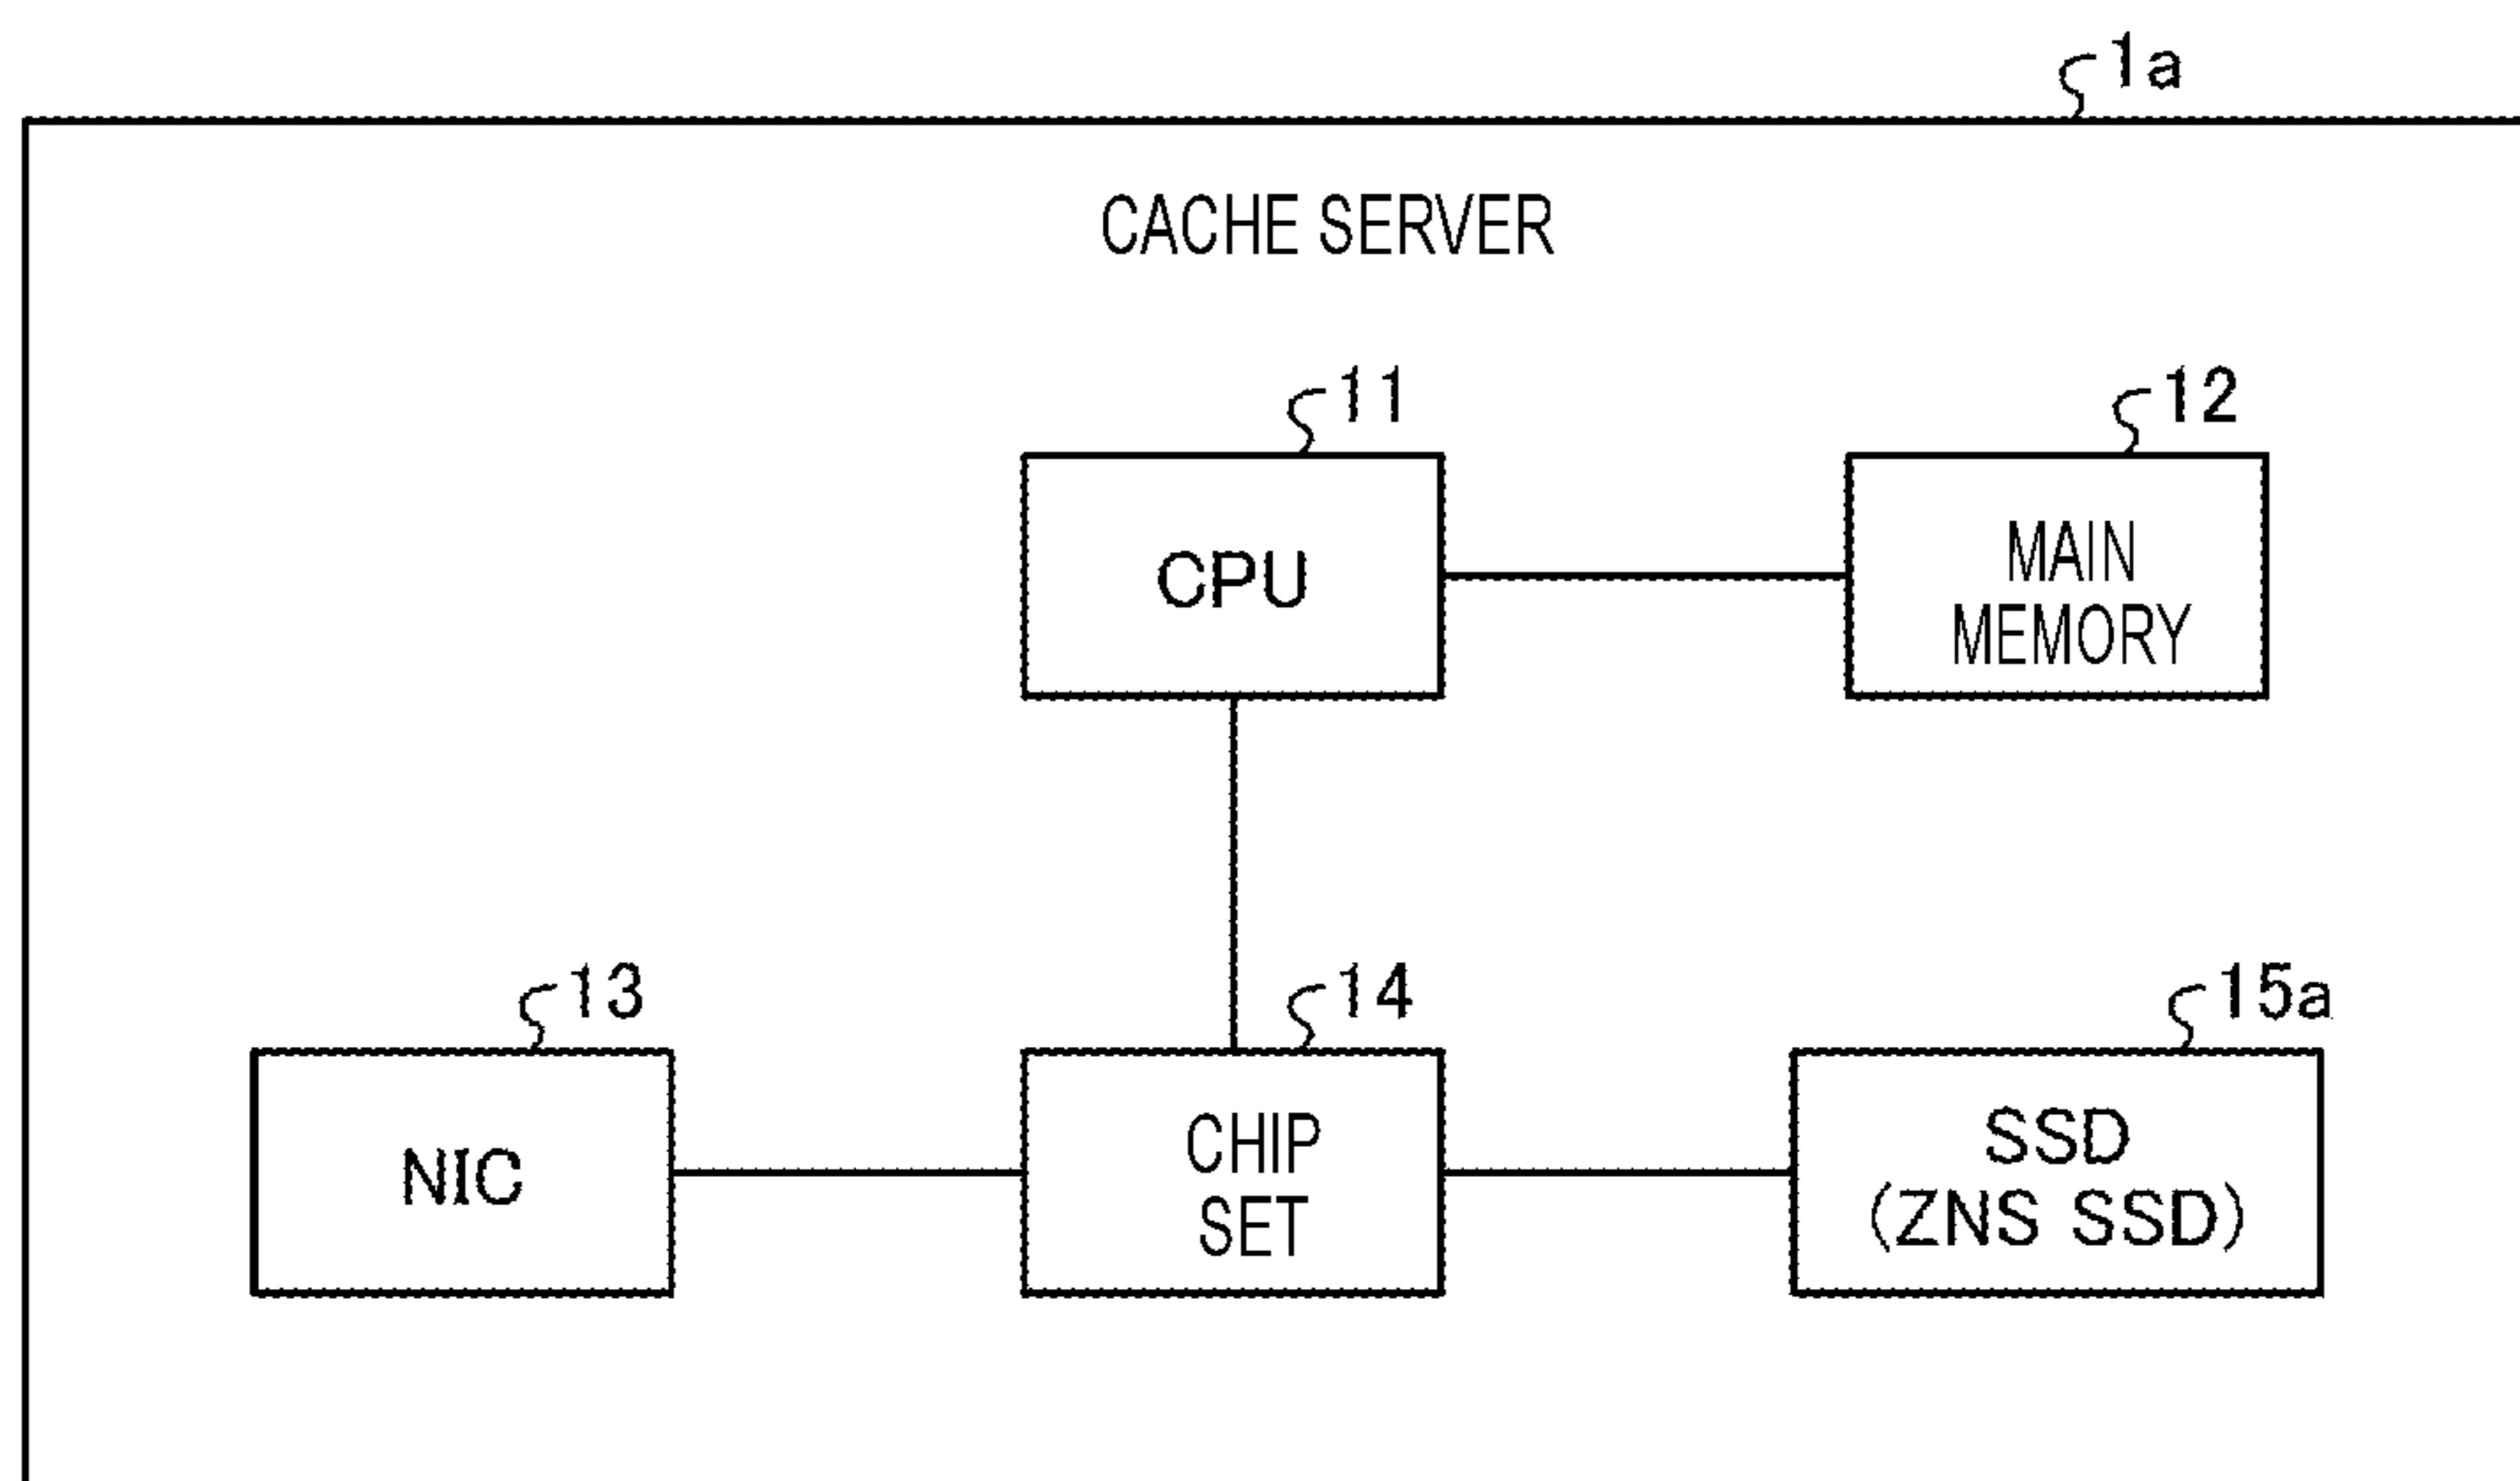 1a
CACHE SERVER
11
12
CPU
MAIN
MEMORY
13
14
15a
NIC
CHIP
SET
SSD
(ZNS SSD)